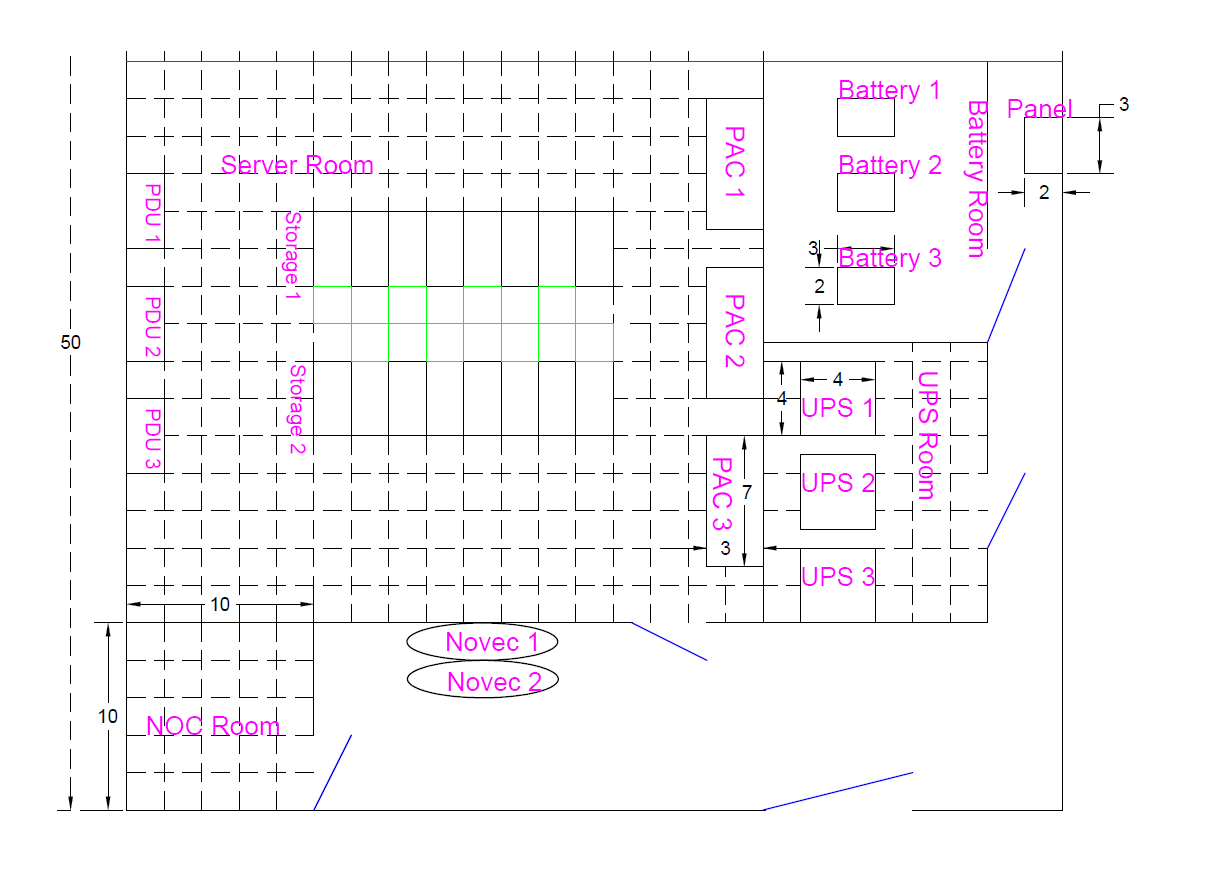 Battery 1
Panel
3
Battery Room
PAC 1
Server Room
Battery 2
PDU 1
2
Storage 1
3
Battery 3
2
PDU 2
PAC 2
50
Storage 2
4
4
UPS 1
UPS Room
PDU 3
PAC 3
7
UPS 2
3
UPS 3
10
Novec 1
Novec 2
10
NOC Room